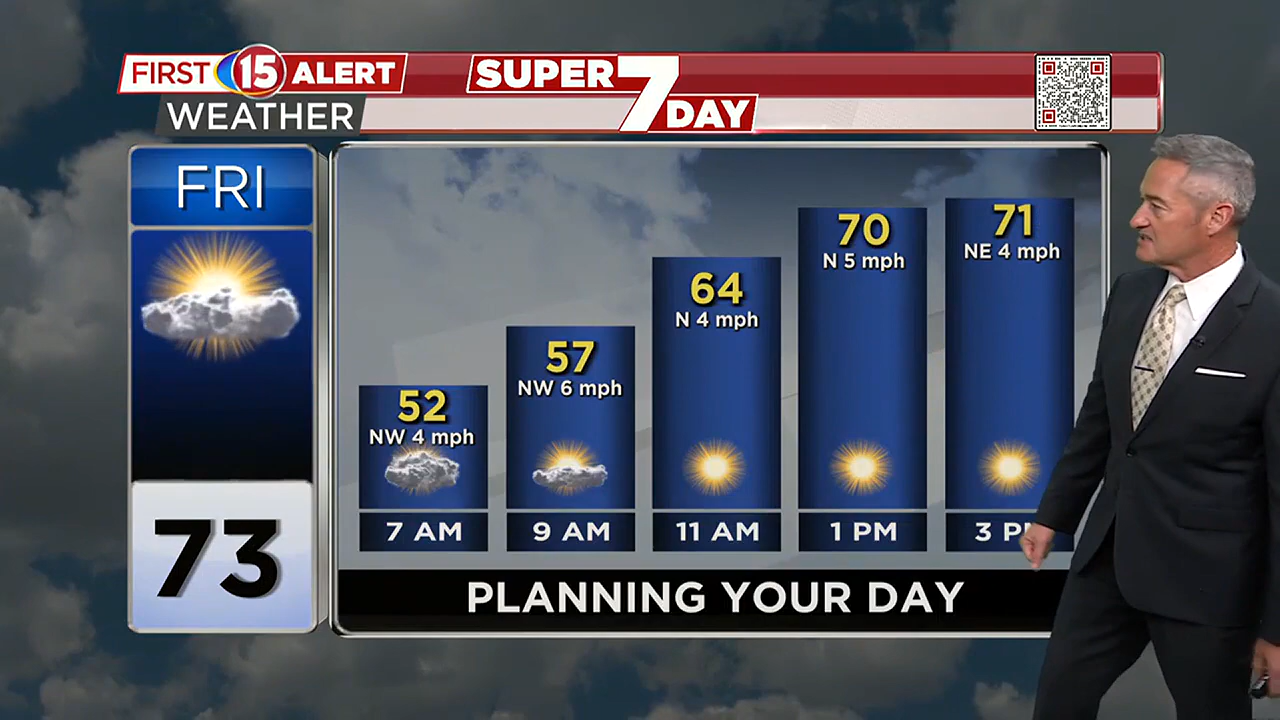 FIRST 15 ALERT
WEATHER
SUPER 7 DAY
FRI
73
52
NW 4 mph
7 AM
57
NW 6 mph
9 AM
64
N 4 mph
11 AM
70
N 5 mph
1 PM
71
NE 4 mph
3 P
PLANNING YOUR DAY